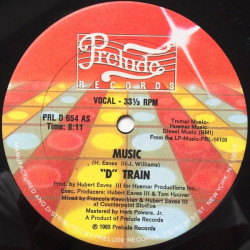 Prelude
RECORDS
VOCAL - 33⅓ RPM
PRL D 654 AS
Time: 8:11
Trumar Music-
Huemar Music-
Diesel Music (BMI)
From the LP-Music-PRL-14109
MUSIC
(H. Eaves III-J. Williams)
"D" TRAIN
Prod. by Hubert Eaves III for Huemar Productions Inc.
Exec. Producers: Hubert Eaves III & Tom Hoover
Mixed by Francois Kevorkian & Hubert Eaves III
at Counterpoint Studios
Mastered by Herb Powers, Jr.
A Product of Prelude Records
℗ 1983 Prelude Records